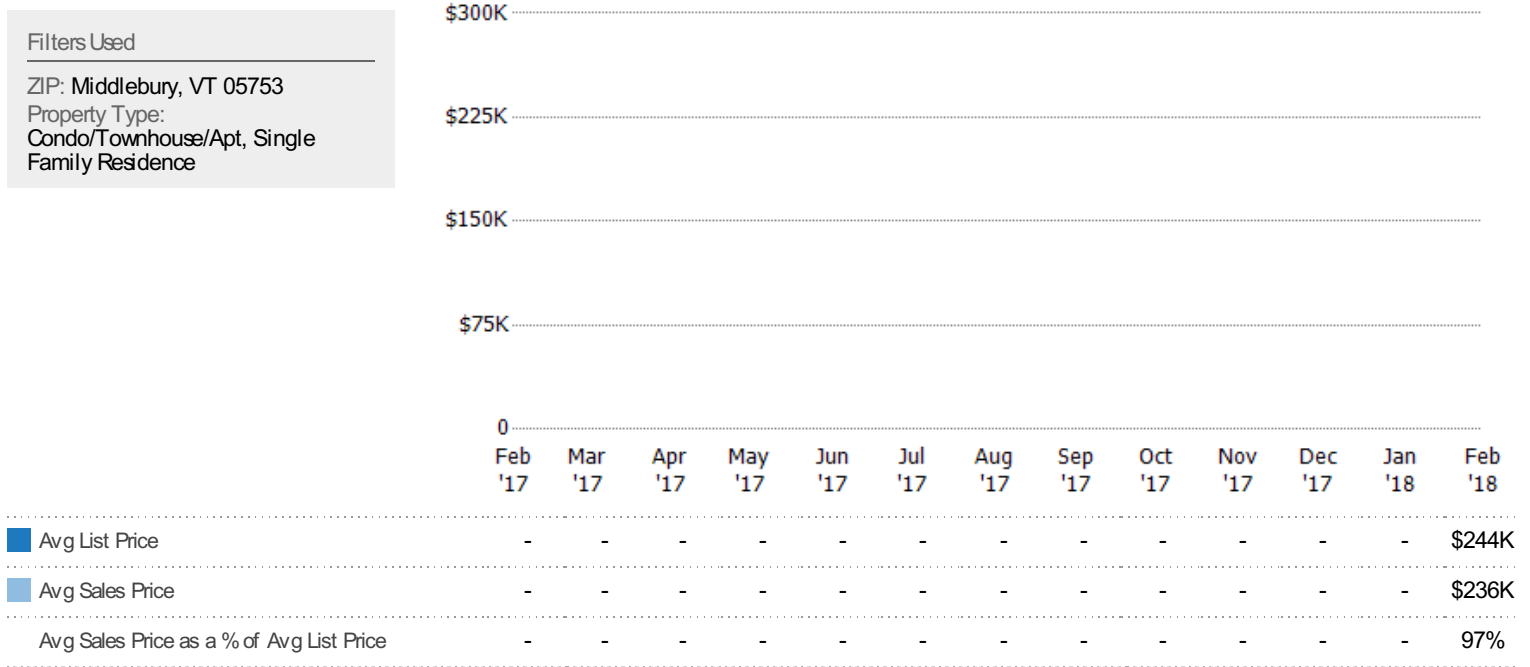 Filters Used
ZIP: Middlebury, VT 05753
Property Type:
Condo/Townhouse/Apt, Single
Family Residence
$300K
$225K
$150K
$75K
0
Feb Mar Apr May Jun Jul Aug Sep Oct Nov Dec Jan Feb
'17 '17 '17 '17 '17 '17 '17 '17 '17 '17 '17 '18 '18
Avg List Price - - - - - - - - - - - - $244K
Avg Sales Price - - - - - - - - - - - - $236K
Avg Sales Price as a % of Avg List Price - - - - - - - - - - - - 97%